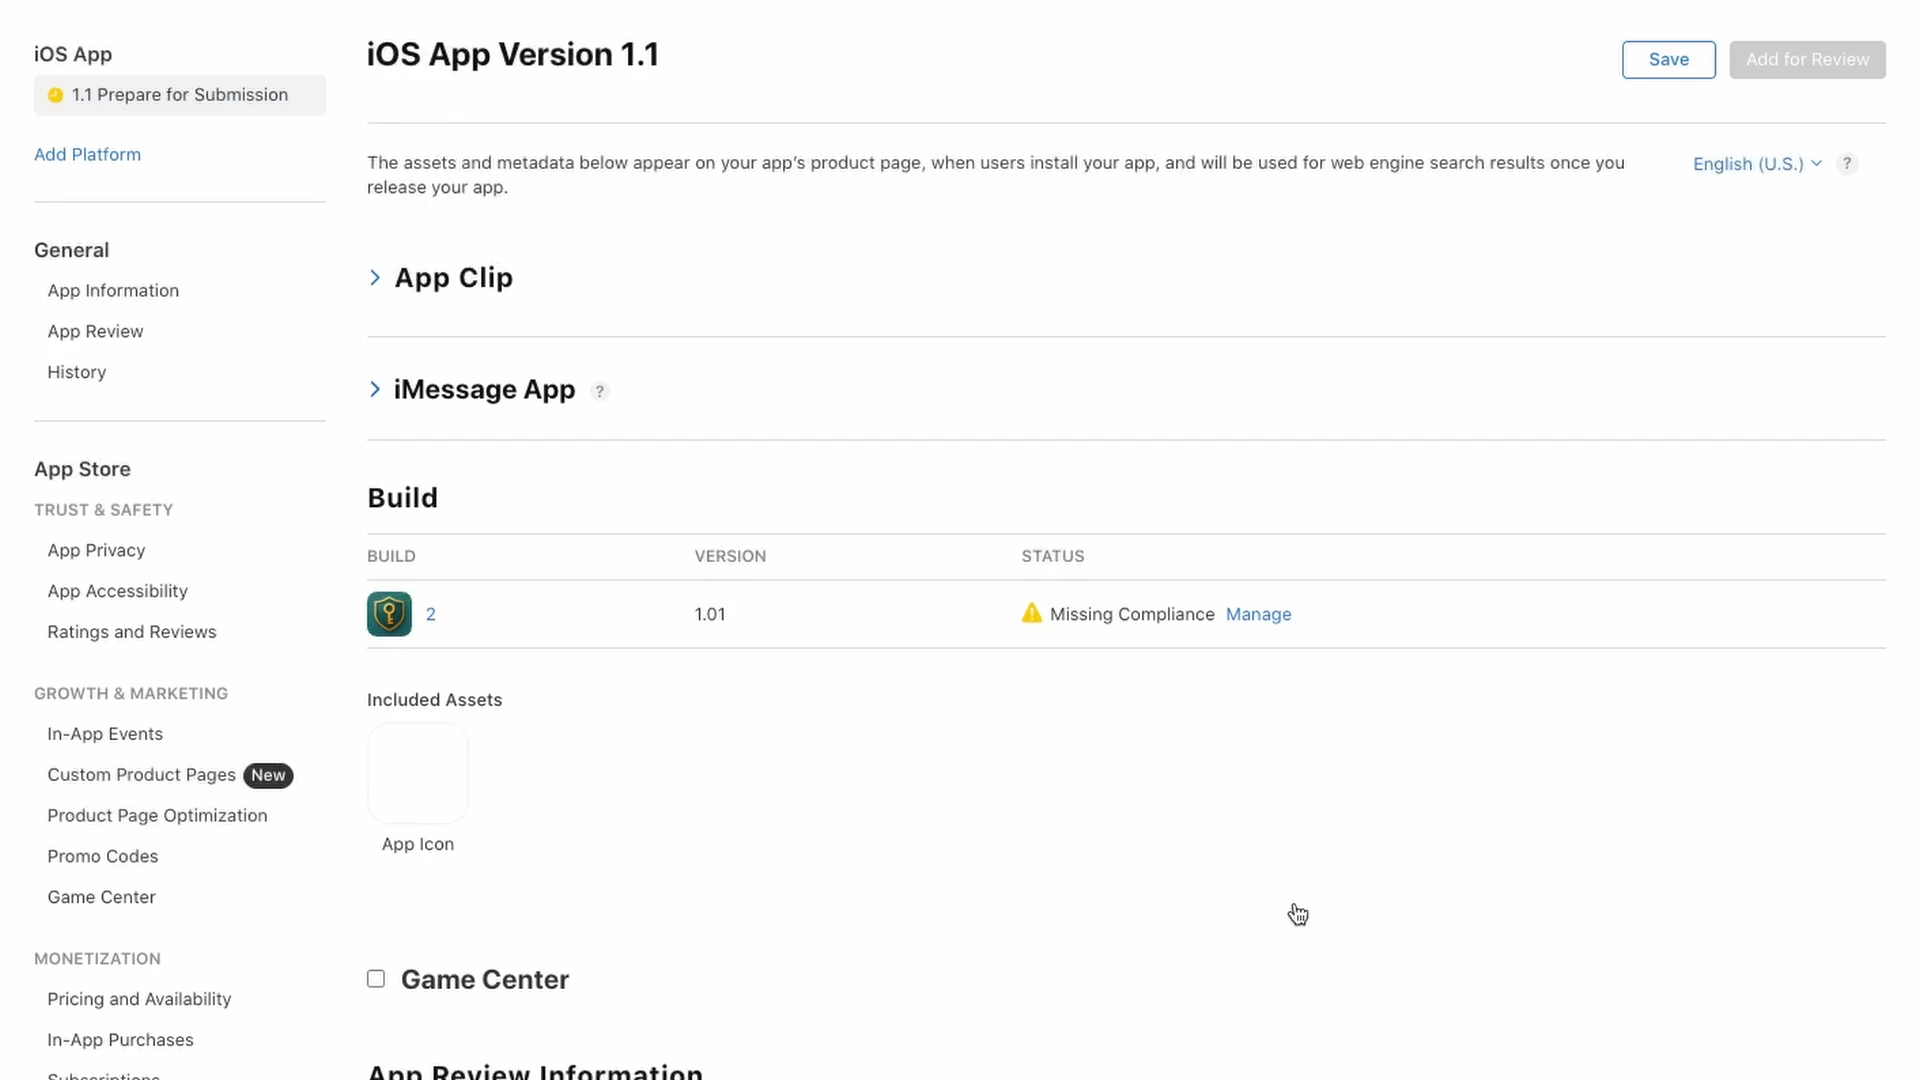 iOS App
1.1 Prepare for Submission
Add Platform
General
App Information
App Review
History
App Store
TRUST & SAFETY
App Privacy
App Accessibility
Ratings and Reviews
GROWTH & MARKETING
In-App Events
Custom Product Pages New
Product Page Optimization
Promo Codes
Game Center
MONETIZATION
Pricing and Availability
In-App Purchases
Subscriptions
iOS App Version 1.1
Save
Add for Review
The assets and metadata below appear on your app's product page, when users install your app, and will be used for web engine search results once you
release your app.
English (U.S.) ?
App Clip
iMessage App ?
Build
BUILD VERSION STATUS
2 1.01 Missing Compliance Manage
Included Assets
App Icon
Game Center
App Review Information